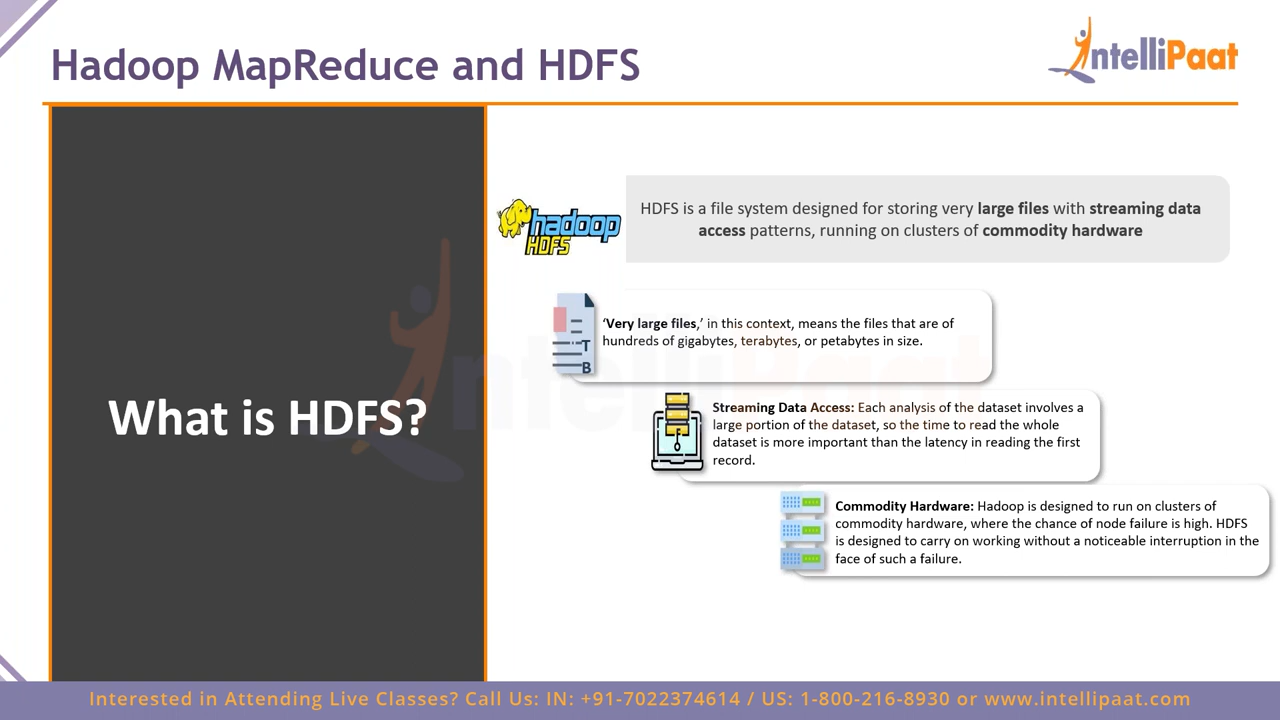 Hadoop MapReduce and HDFS
IntelliPaat
What is HDFS?
hadoop
HDFS
HDFS is a file system designed for storing very large files with streaming data
access patterns, running on clusters of commodity hardware
T
B
‘Very large files,’ in this context, means the files that are of
hundreds of gigabytes, terabytes, or petabytes in size.
Streaming Data Access: Each analysis of the dataset involves a
large portion of the dataset, so the time to read the whole
dataset is more important than the latency in reading the first
record.
Commodity Hardware: Hadoop is designed to run on clusters of
commodity hardware, where the chance of node failure is high. HDFS
is designed to carry on working without a noticeable interruption in the
face of such a failure.
IntelliPaat
Interested in Attending Live Classes? Call Us: IN: +91-7022374614 / US: 1-800-216-8930 or www.intellipaat.com